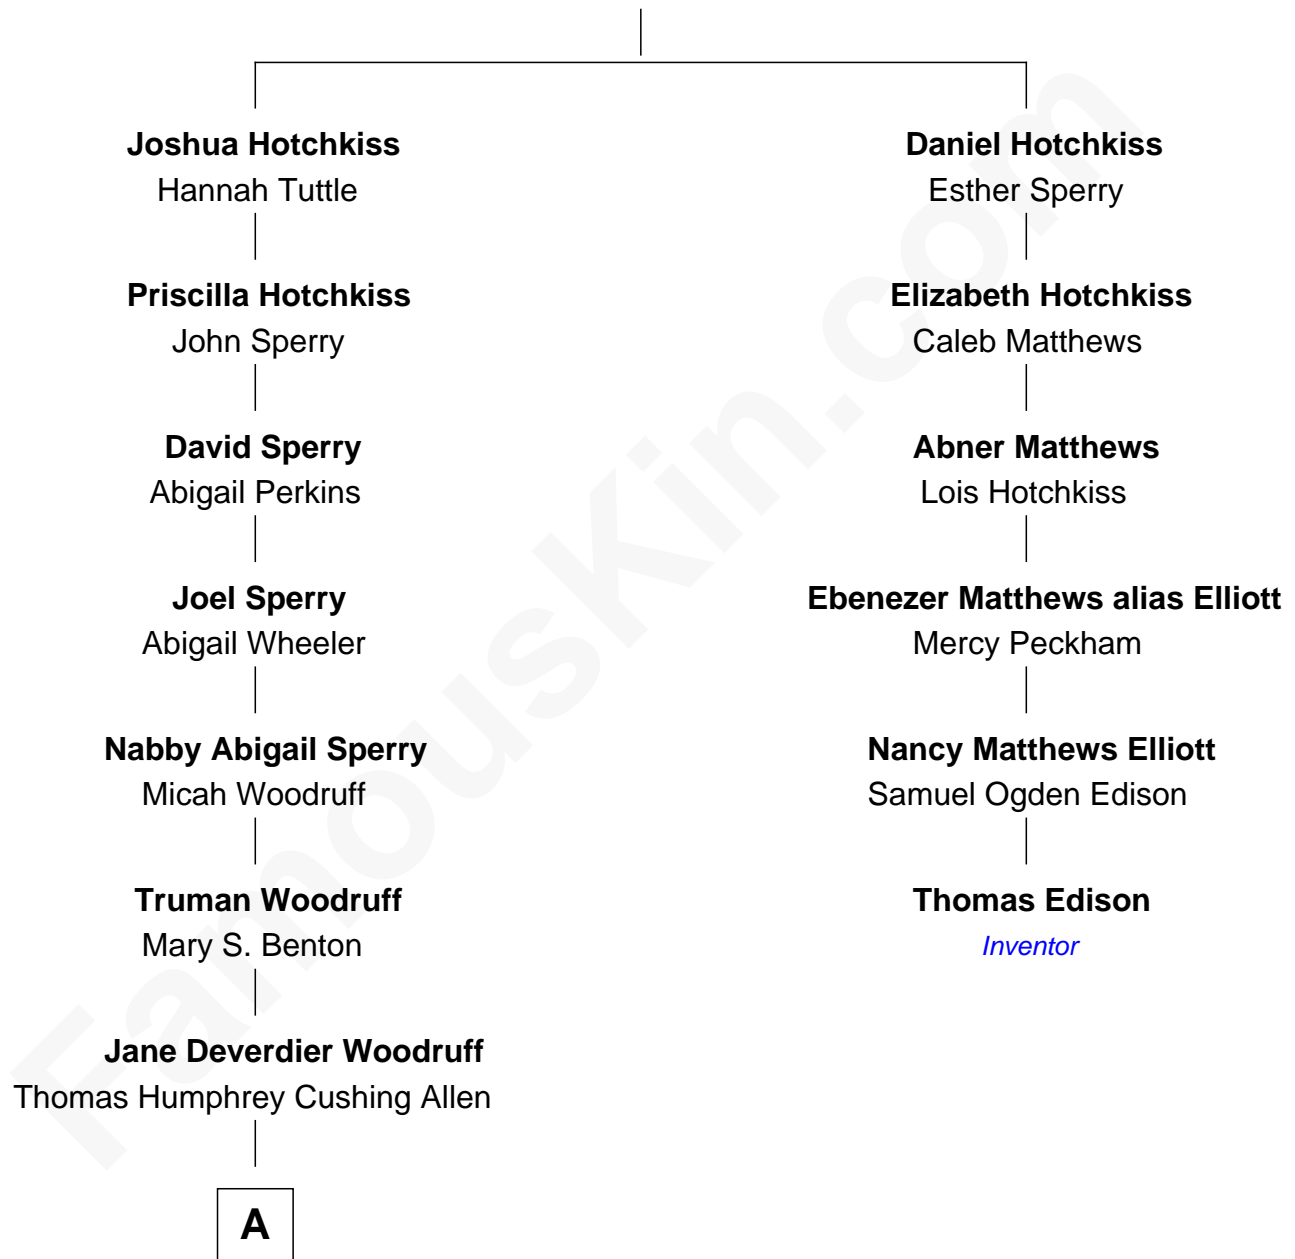 Joshua Hotchkiss
Hannah Tuttle
Priscilla Hotchkiss
John Sperry
David Sperry
Abigail Perkins
Joel Sperry
Abigail Wheeler
Nabby Abigail Sperry
Micah Woodruff
Truman Woodruff
Mary S. Benton
Jane Deverdier Woodruff
Thomas Humphrey Cushing Allen
A
Daniel Hotchkiss
Esther Sperry
Elizabeth Hotchkiss
Caleb Matthews
Abner Matthews
Lois Hotchkiss
Ebenezer Matthews alias Elliott
Mercy Peckham
Nancy Matthews Elliott
Samuel Ogden Edison
Thomas Edison
Inventor
FamousKin.com